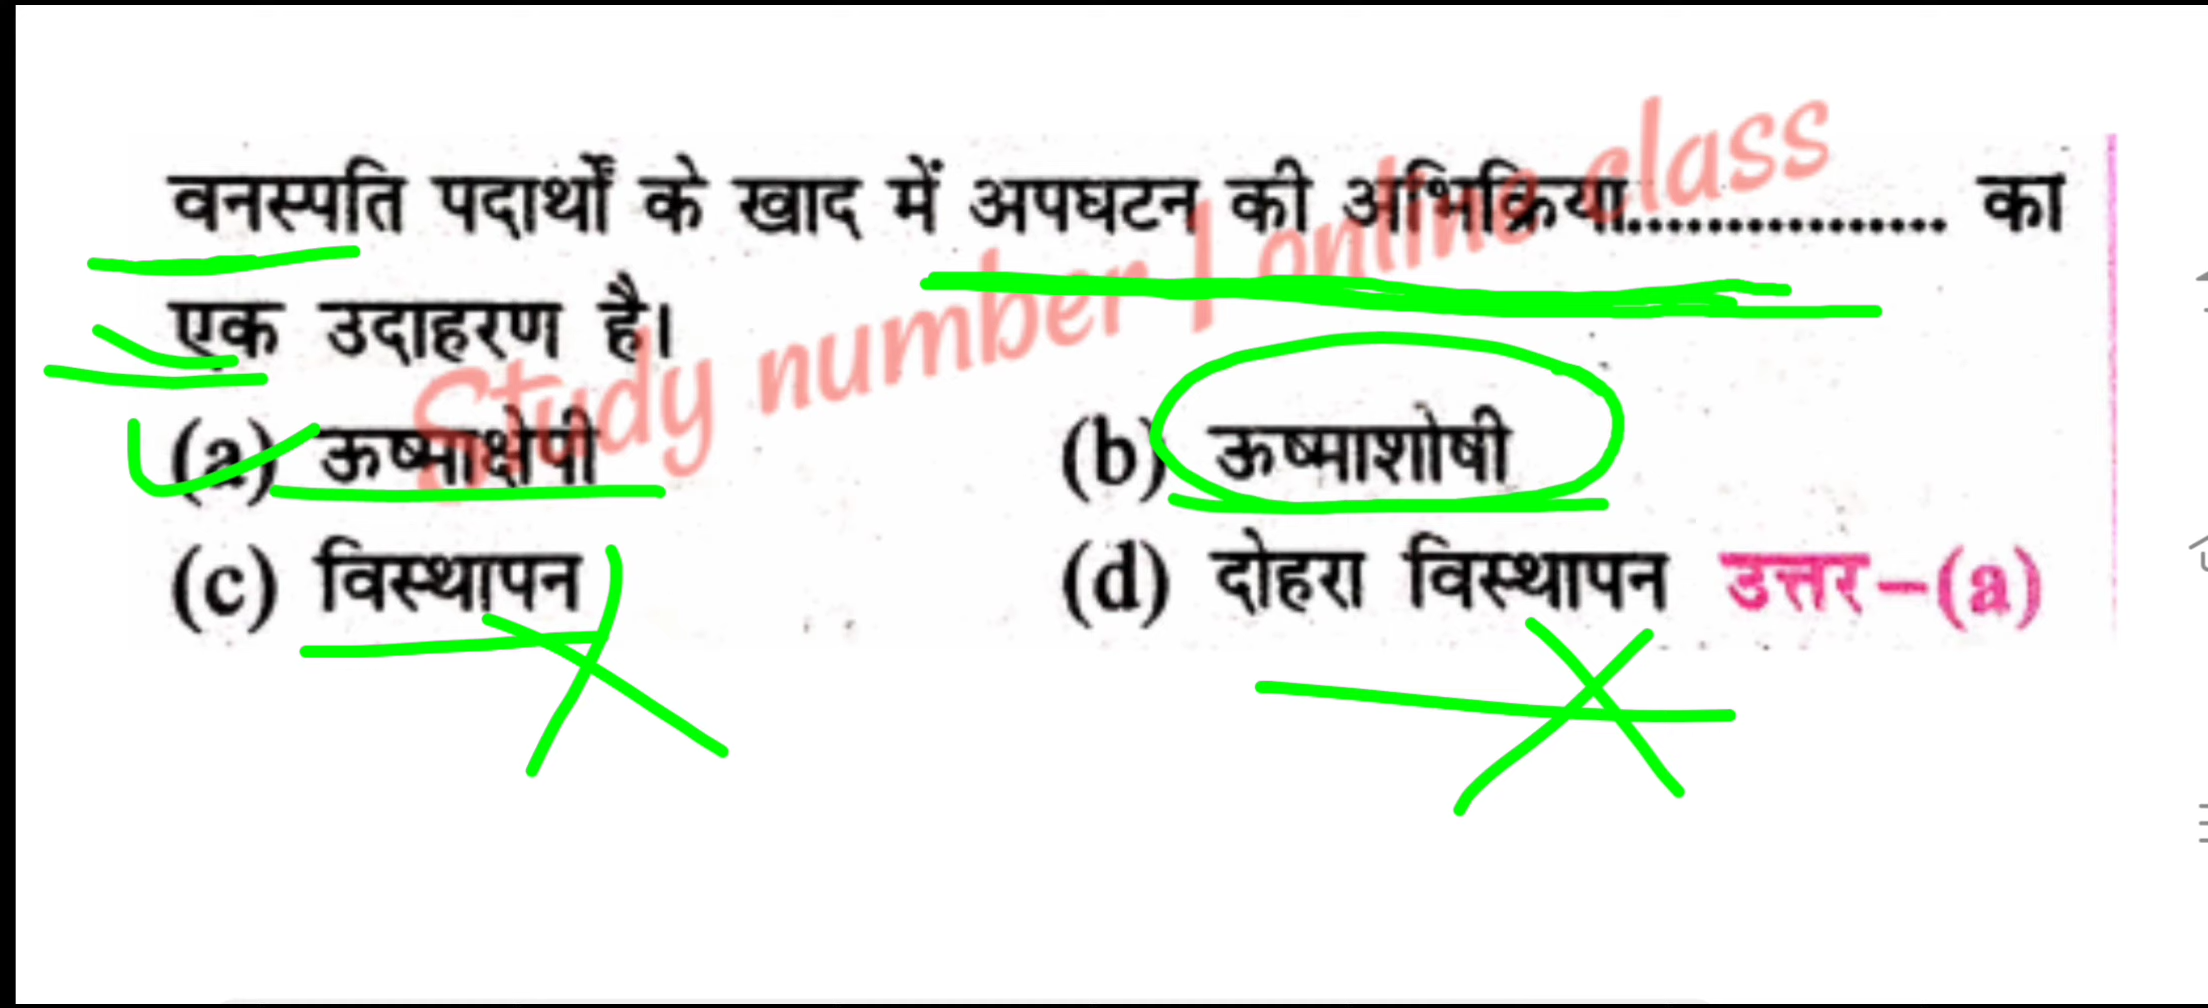 वनस्पति पदार्थों के खाद में अपघटन की अभिक्रिया................ का
एक उदाहरण है।
(a) ऊष्माक्षेपी (b) ऊष्माशोषी
(c) विस्थापन (d) दोहरा विस्थापन उत्तर–(a)
Study number 1 online class